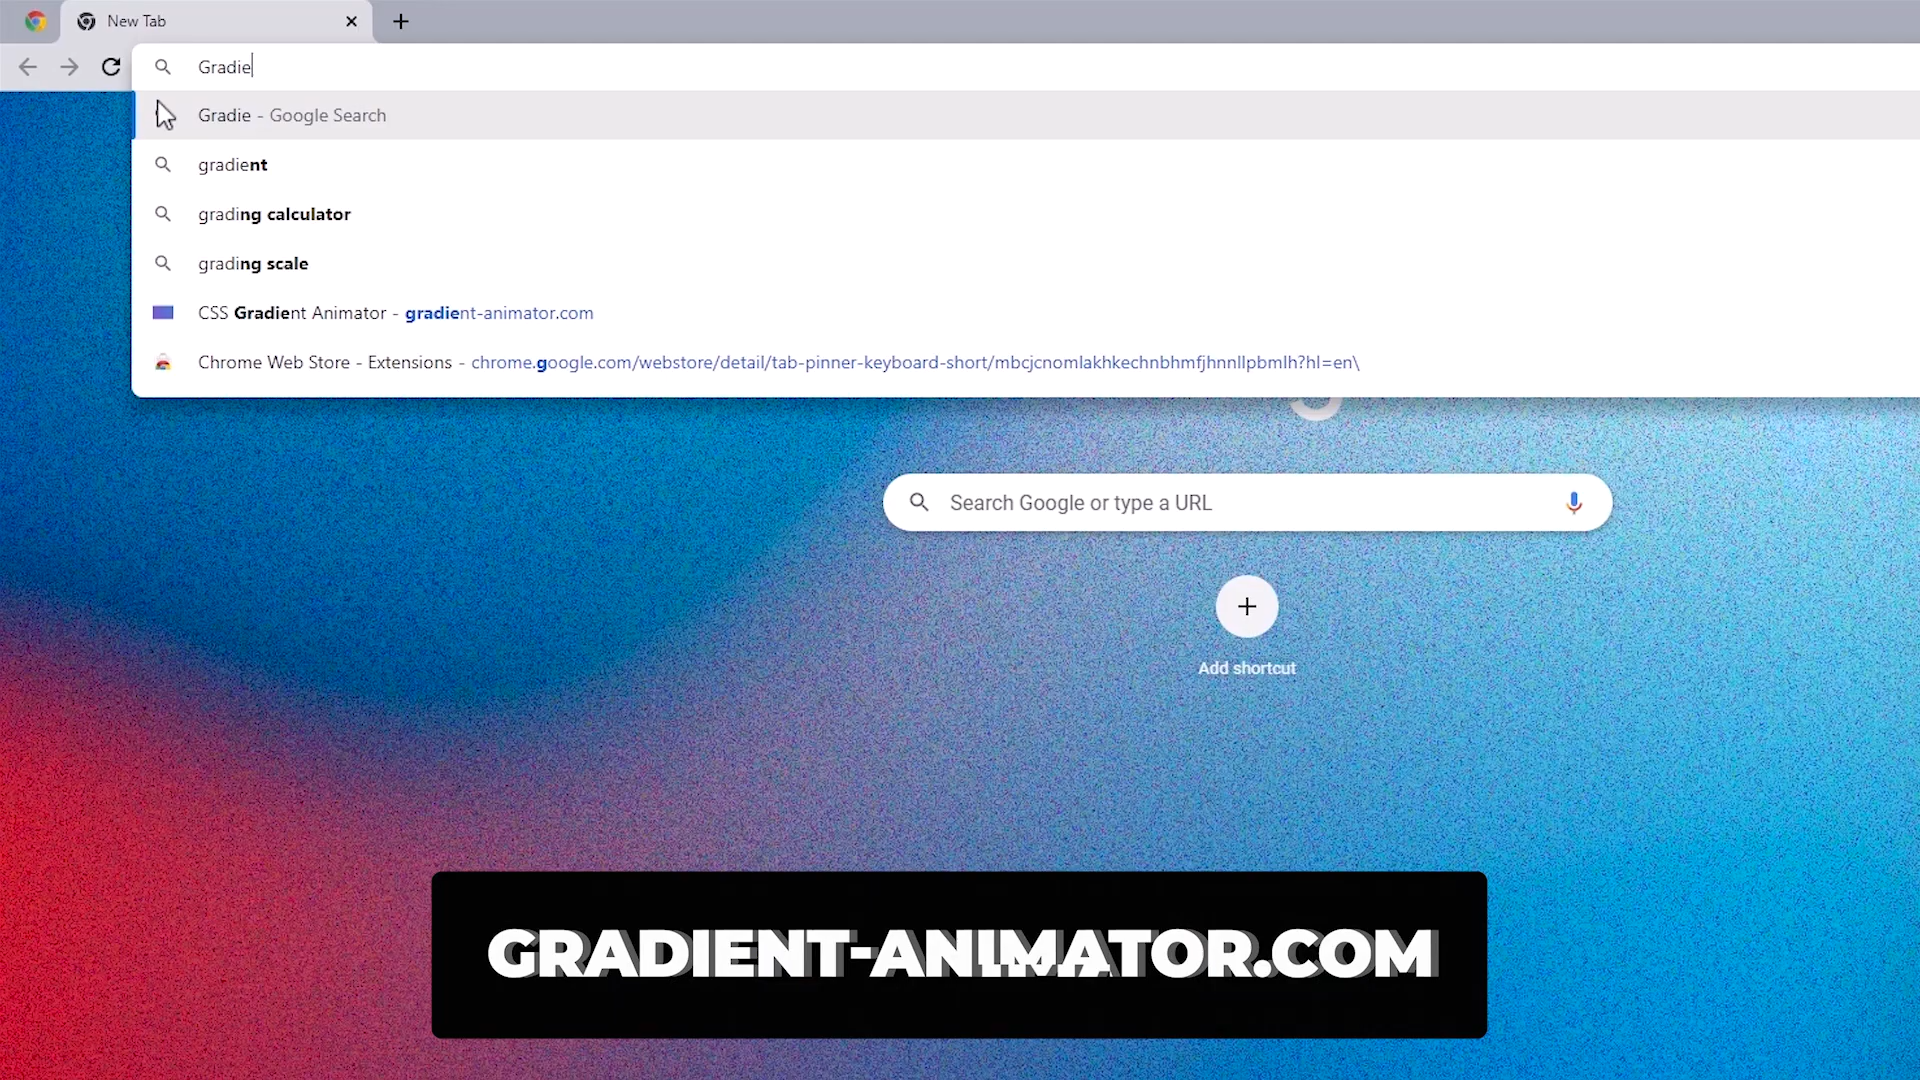 New Tab
Gradie
Gradie - Google Search
gradient
grading calculator
grading scale
CSS Gradient Animator - gradient-animator.com
Chrome Web Store - Extensions - chrome.google.com/webstore/detail/tab-pinner-keyboard-short/mbcjcnomlakhkechnbhmfjhnnllpbmlh?hl=en\
Search Google or type a URL
Add shortcut
GRADIENT-ANIMATOR.COM